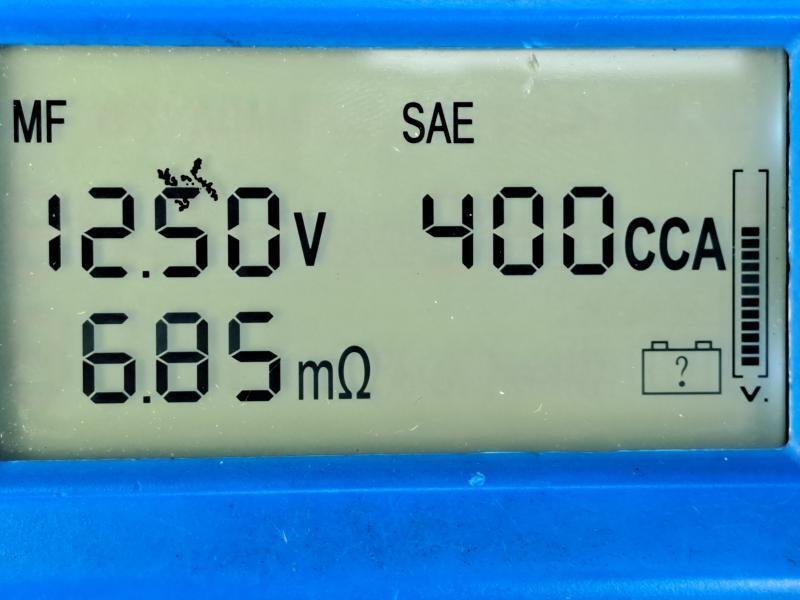 MF SAE
12.50V 400CCA
6.85mΩ
?
V.